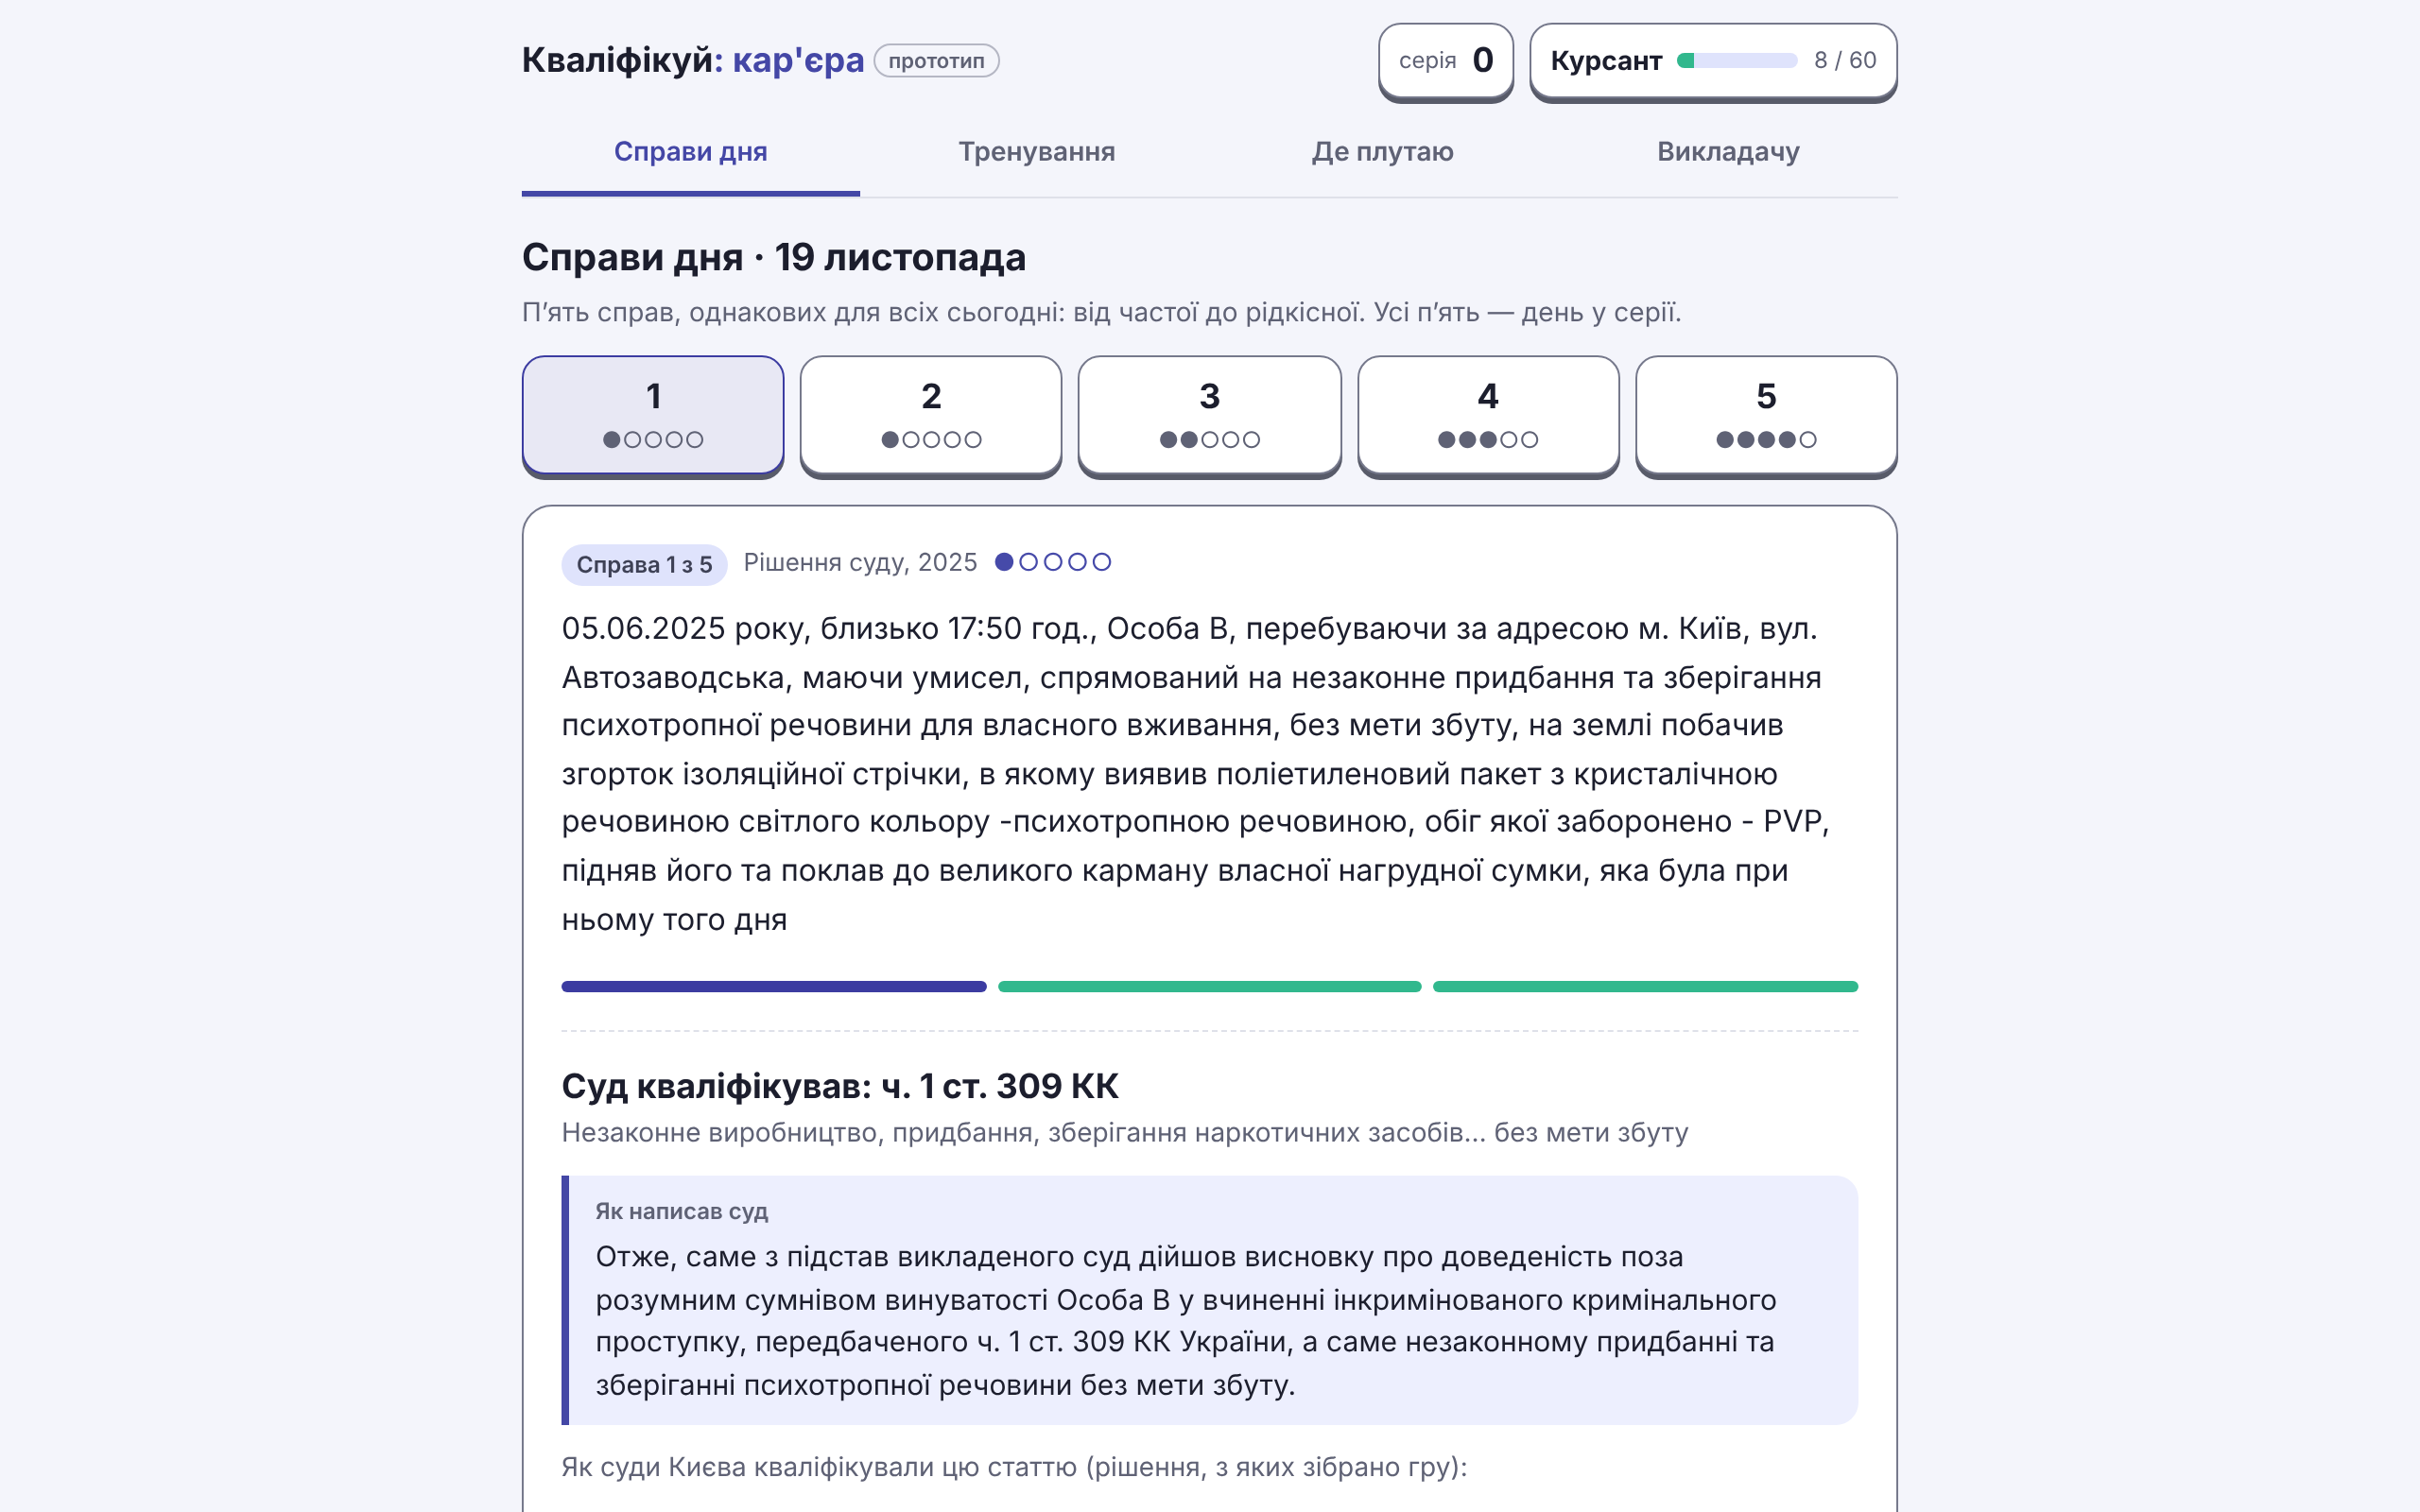 Кваліфікуй: кар'єра прототип
серія 0
Курсант 8 / 60
Справи дня Тренування Де плутаю Викладачу
Справи дня · 19 листопада
П’ять справ, однакових для всіх сьогодні: від частої до рідкісної. Усі п’ять — день у серії.
1 2 3 4 5
Справа 1 з 5 Рішення суду, 2025
05.06.2025 року, близько 17:50 год., Особа В, перебуваючи за адресою м. Київ, вул.
Автозаводська, маючи умисел, спрямований на незаконне придбання та зберігання
психотропної речовини для власного вживання, без мети збуту, на землі побачив
згорток ізоляційної стрічки, в якому виявив поліетиленовий пакет з кристалічною
речовиною світлого кольору -психотропною речовиною, обіг якої заборонено - PVP,
підняв його та поклав до великого карману власної нагрудної сумки, яка була при
ньому того дня
Суд кваліфікував: ч. 1 ст. 309 КК
Незаконне виробництво, придбання, зберігання наркотичних засобів… без мети збуту
Як написав суд
Отже, саме з підстав викладеного суд дійшов висновку про доведеність поза
розумним сумнівом винуватості Особа В у вчиненні інкримінованого кримінального
проступку, передбаченого ч. 1 ст. 309 КК України, а саме незаконному придбанні та
зберіганні психотропної речовини без мети збуту.
Як суди Києва кваліфікували цю статтю (рішення, з яких зібрано гру):